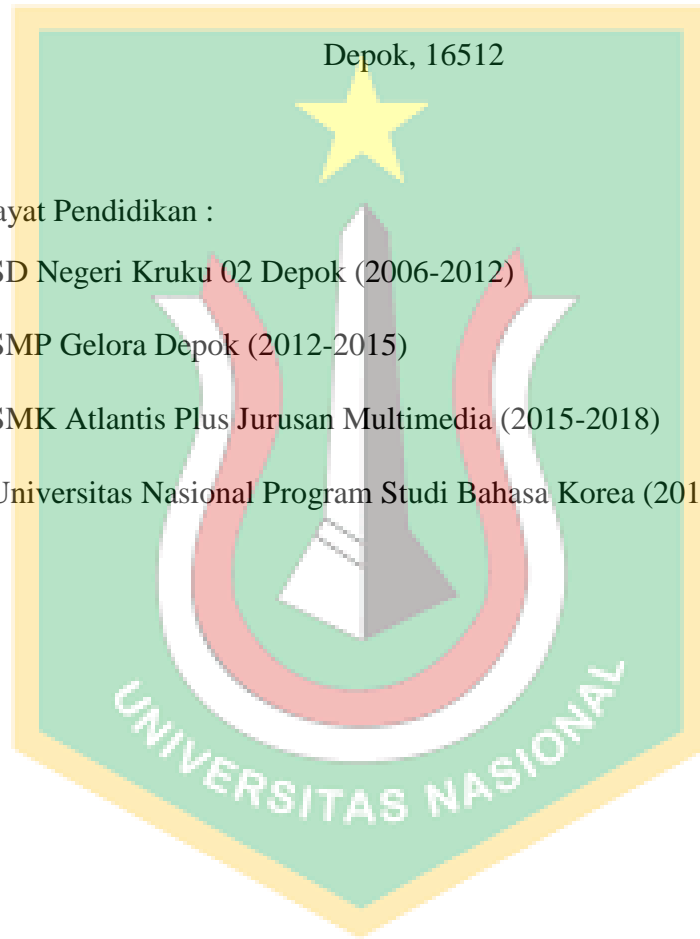 Depok, 16512
ayat Pendidikan :
SD Negeri Kruku 02 Depok (2006-2012)
SMP Gelora Depok (2012-2015)
SMK Atlantis Plus Jurusan Multimedia (2015-2018)
Universitas Nasional Program Studi Bahasa Korea (201
UNIVERSITAS NASIONAL